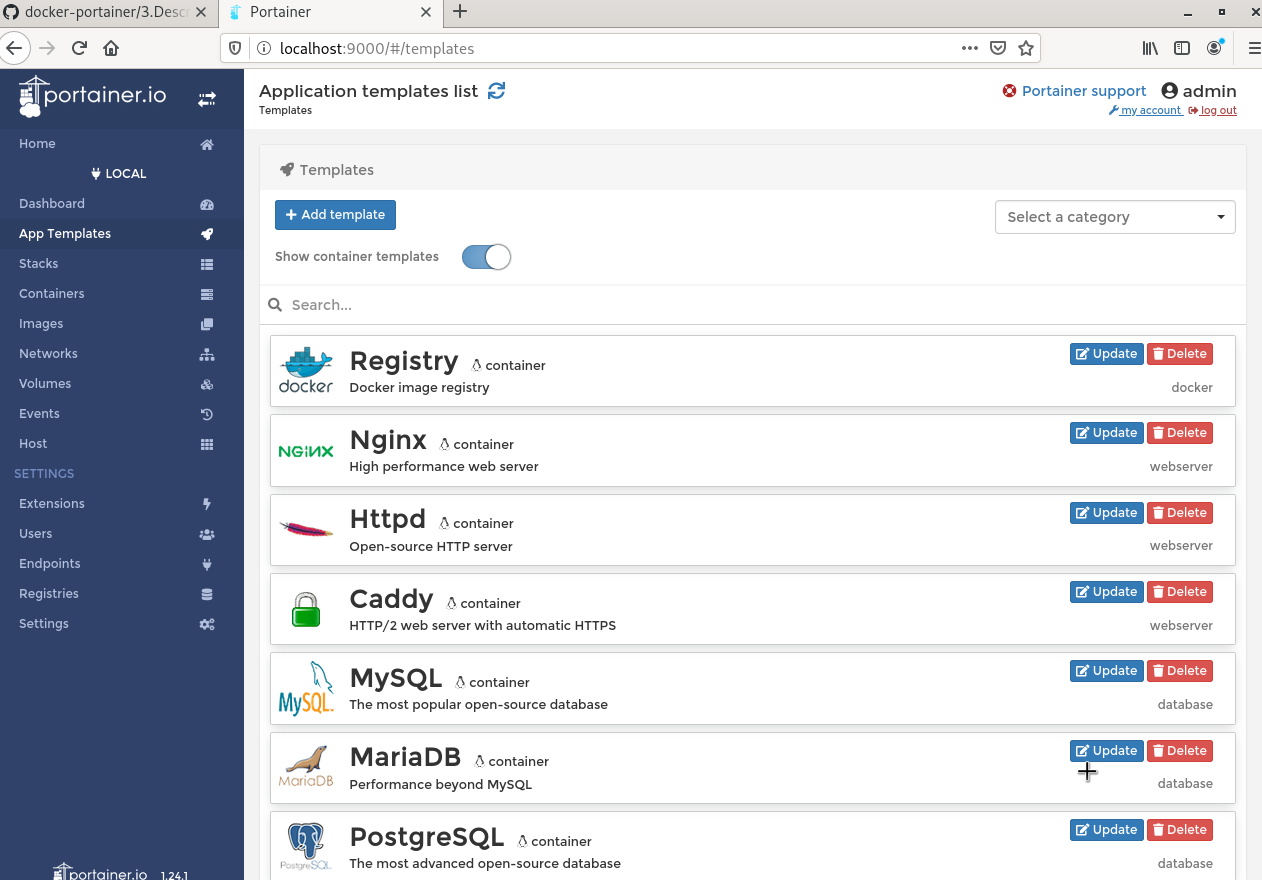 docker-portainer/3.Descr
Portainer
localhost:9000/#/templates
portainer.io
Home
LOCAL
Dashboard
App Templates
Stacks
Containers
Images
Networks
Volumes
Events
Host
SETTINGS
Extensions
Users
Endpoints
Registries
Settings
portainer.io 1.24.1
Application templates list
Templates
Portainer support admin
my account log out
Templates
Add template
Select a category
Show container templates
Search...
docker
Registry container
Docker image registry
Update Delete
docker
NGINX
Nginx container
High performance web server
Update Delete
webserver
Httpd container
Open-source HTTP server
Update Delete
webserver
Caddy container
HTTP/2 web server with automatic HTTPS
Update Delete
webserver
MySQL
MySQL container
The most popular open-source database
Update Delete
database
MariaDB
MariaDB container
Performance beyond MySQL
Update Delete
database
PostgreSQL
PostgreSQL container
The most advanced open-source database
Update Delete
database